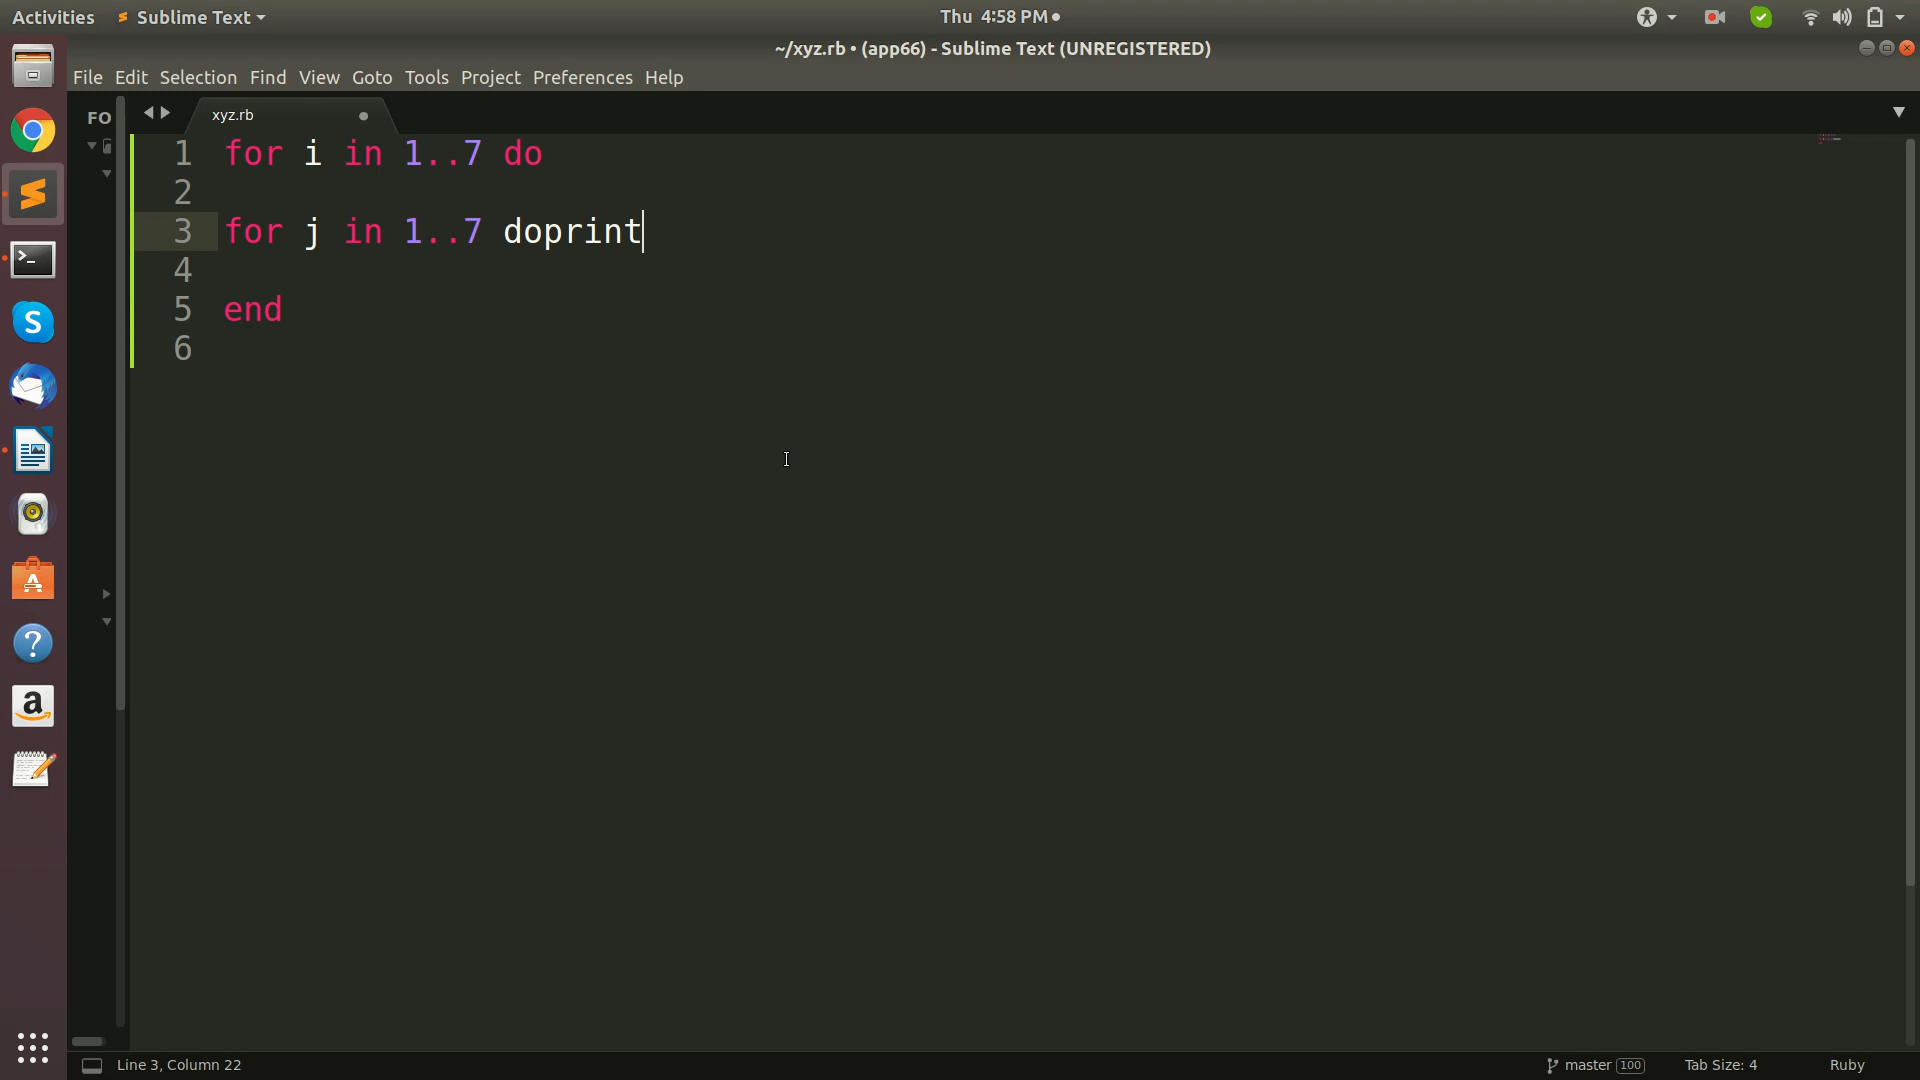 Activities Sublime Text Thu 4:58 PM
~/xyz.rb • (app66) - Sublime Text (UNREGISTERED)
File Edit Selection Find View Goto Tools Project Preferences Help
FO
xyz.rb
1 for i in 1..7 do
2
3 for j in 1..7 doprint
4
5 end
6
Line 3, Column 22 master 100 Tab Size: 4 Ruby